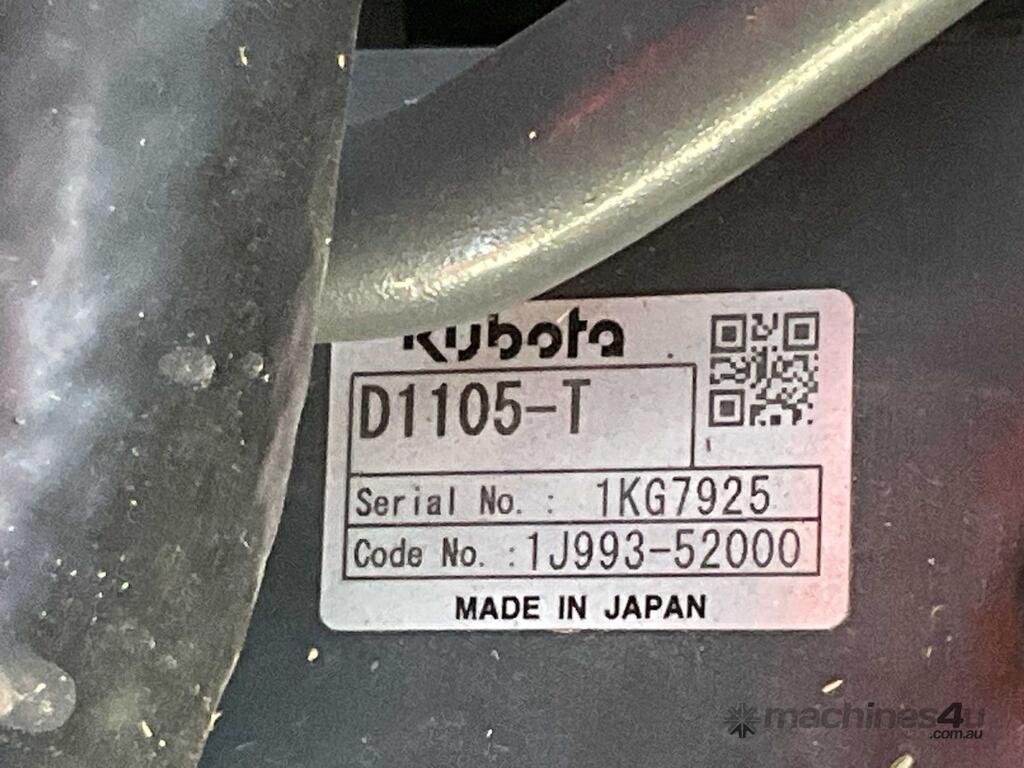 Kubota
D1105-T
Serial No. : 1KG7925
Code No. : 1J993-52000
MADE IN JAPAN
machines4u
.com.au